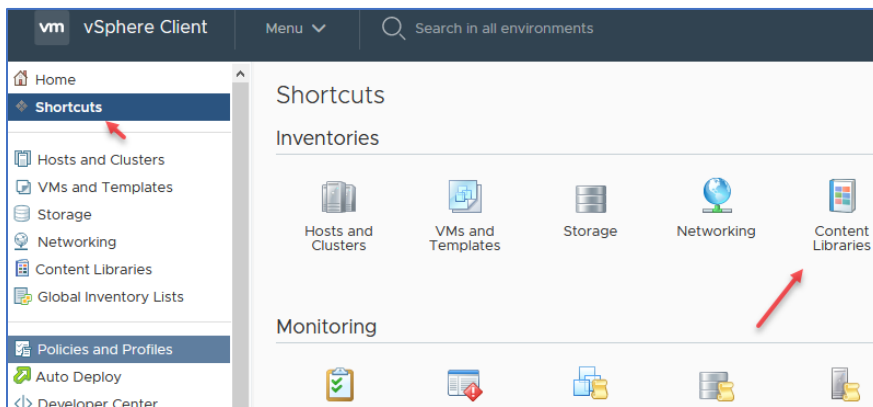 vm vSphere Client Menu Search in all environments
Home
Shortcuts
Hosts and Clusters
VMs and Templates
Storage
Networking
Content Libraries
Global Inventory Lists
Policies and Profiles
Auto Deploy
Developer Center
Shortcuts
Inventories
Hosts and
Clusters
VMs and
Templates
Storage
Networking
Content
Libraries
Monitoring